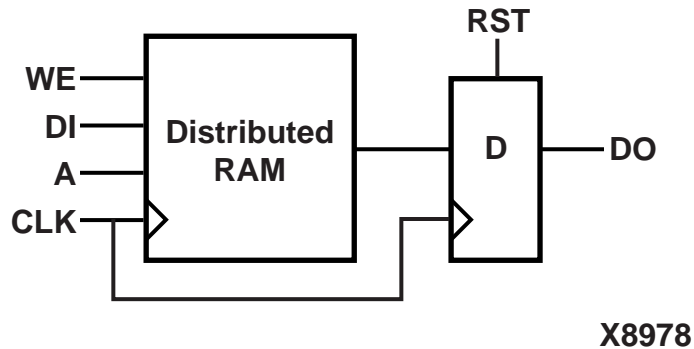 RST
WE
DI
A
CLK
Distributed
RAM
D
DO
X8978